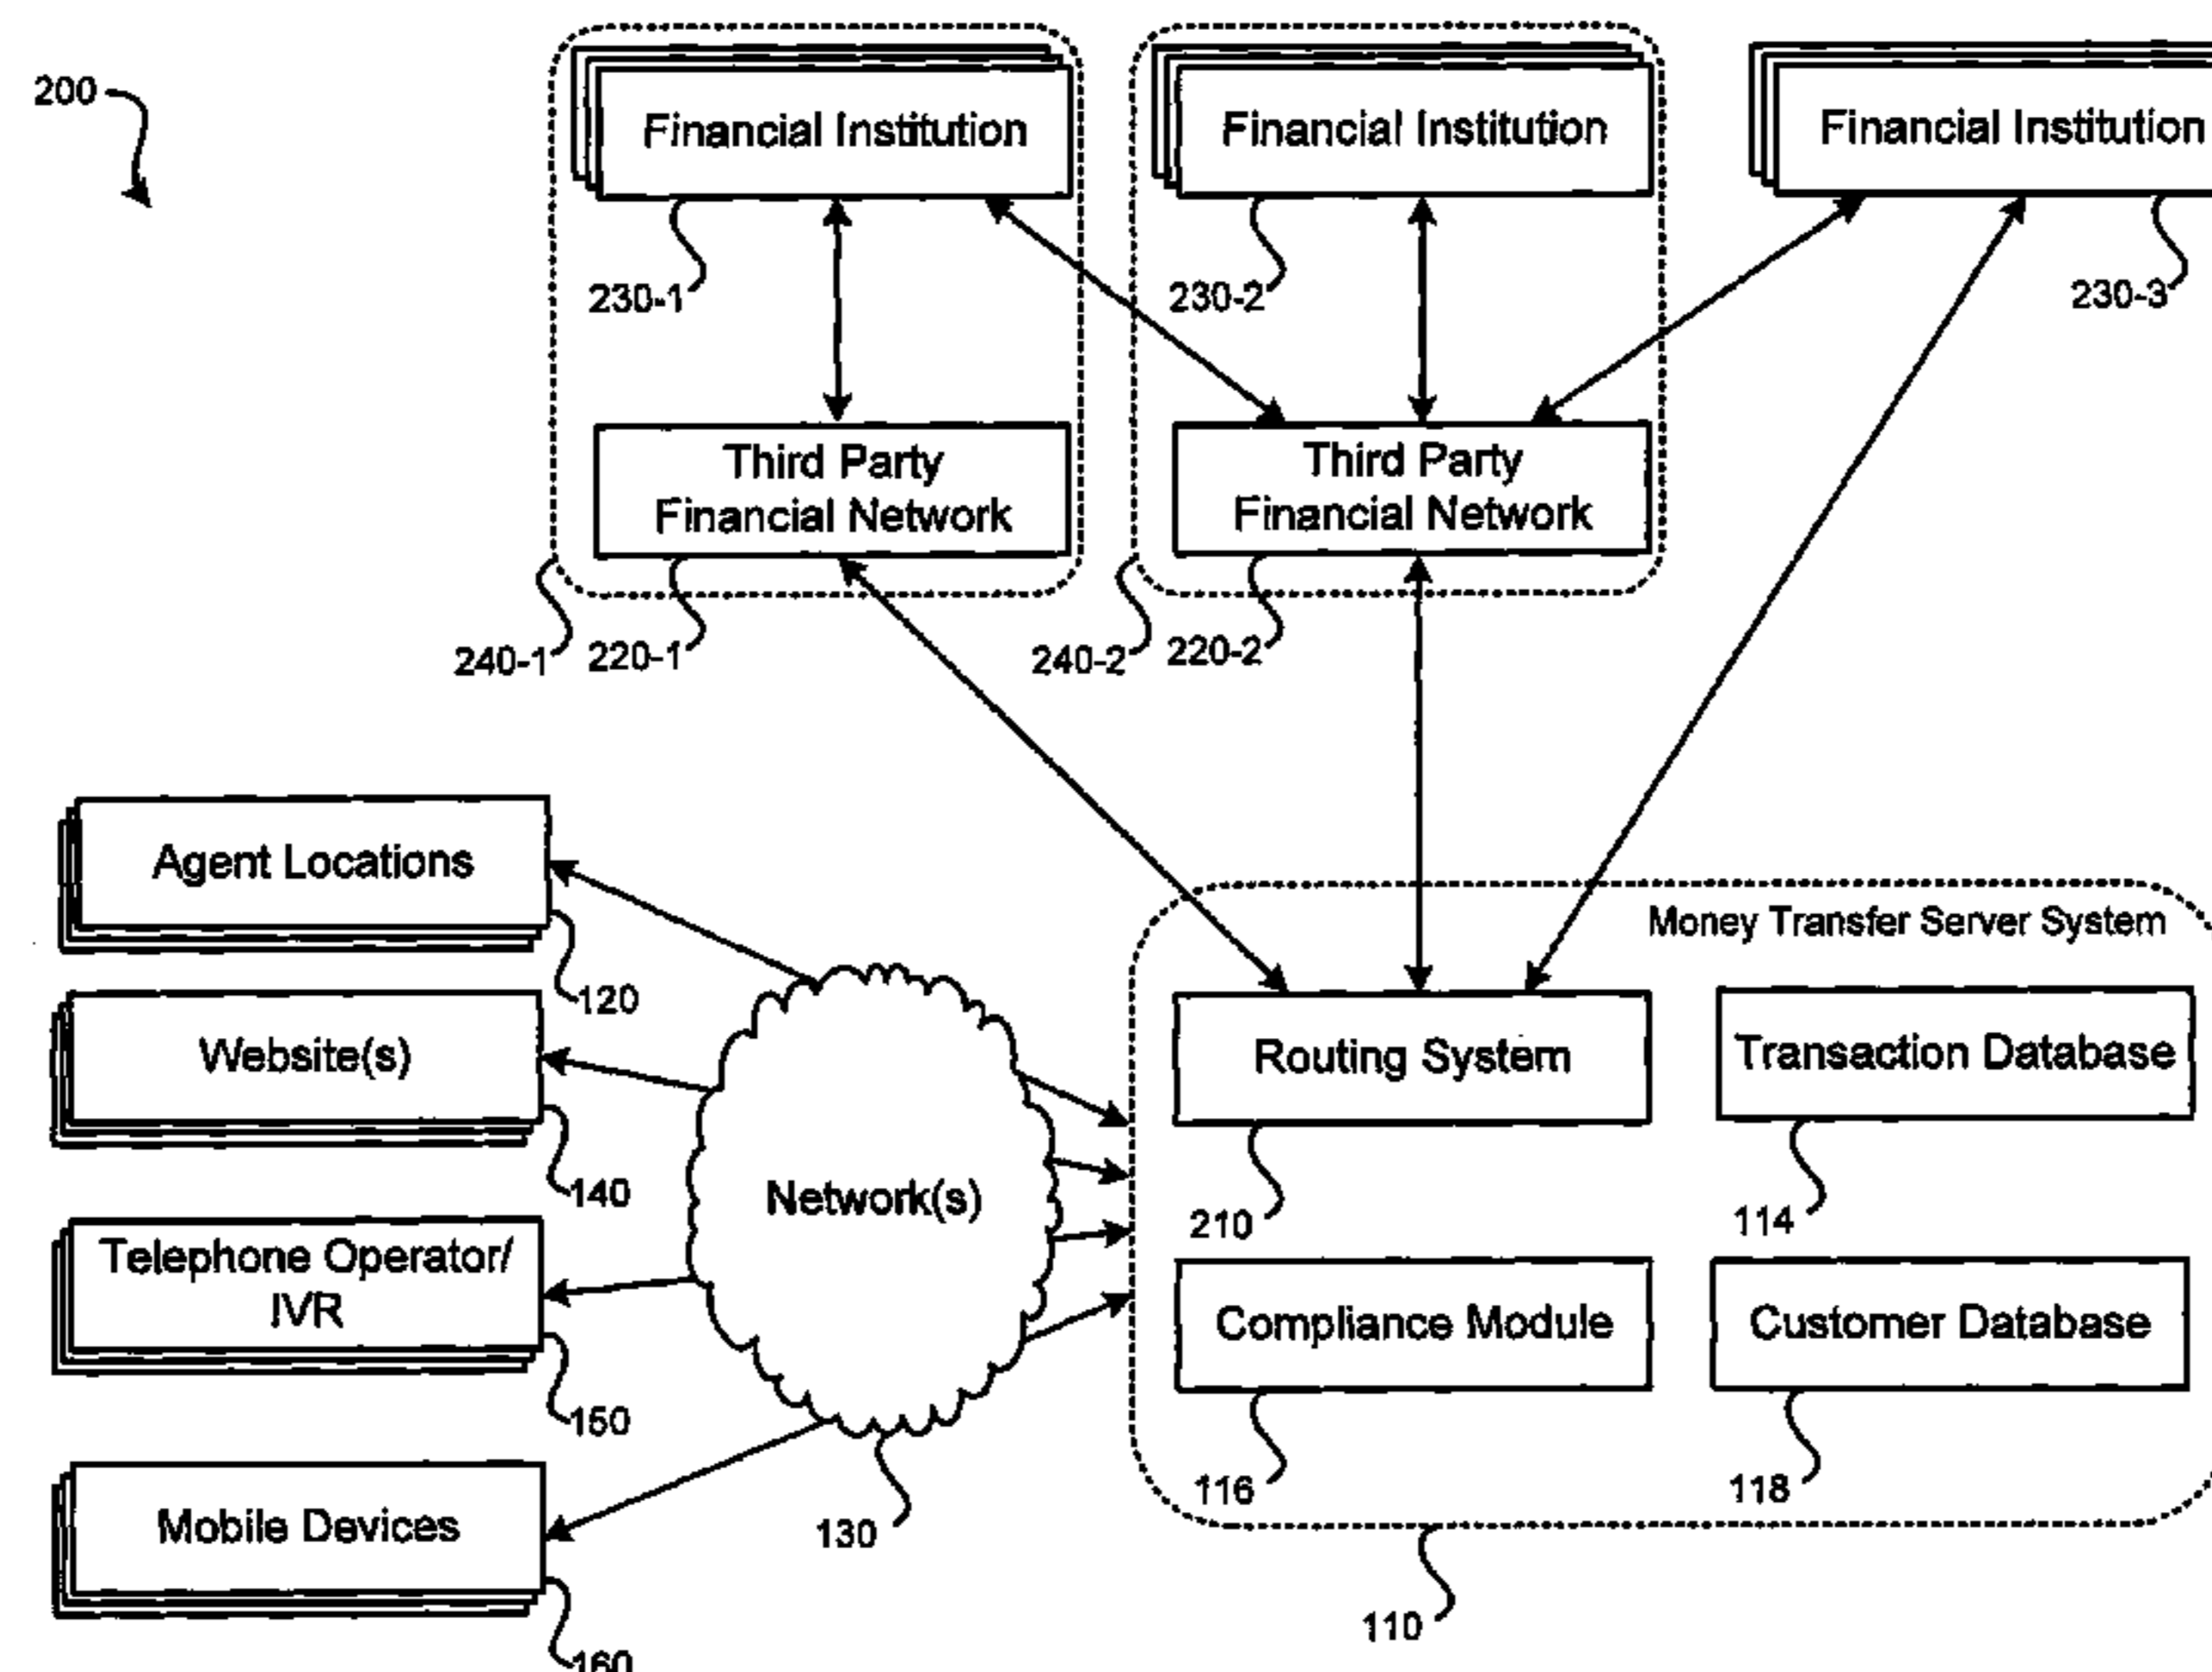 200
Financial Institution
Financial Institution
Financial Institution
230-1
230-2
230-3
Third Party
Financial Network
Third Party
Financial Network
240-1
220-1
240-2
220-2
Agent Locations
120
Website(s)
140
Telephone Operator/
IVR
150
Mobile Devices
160
Network(s)
130
Money Transfer Server System
Routing System
210
Transaction Database
114
Compliance Module
116
Customer Database
118
110